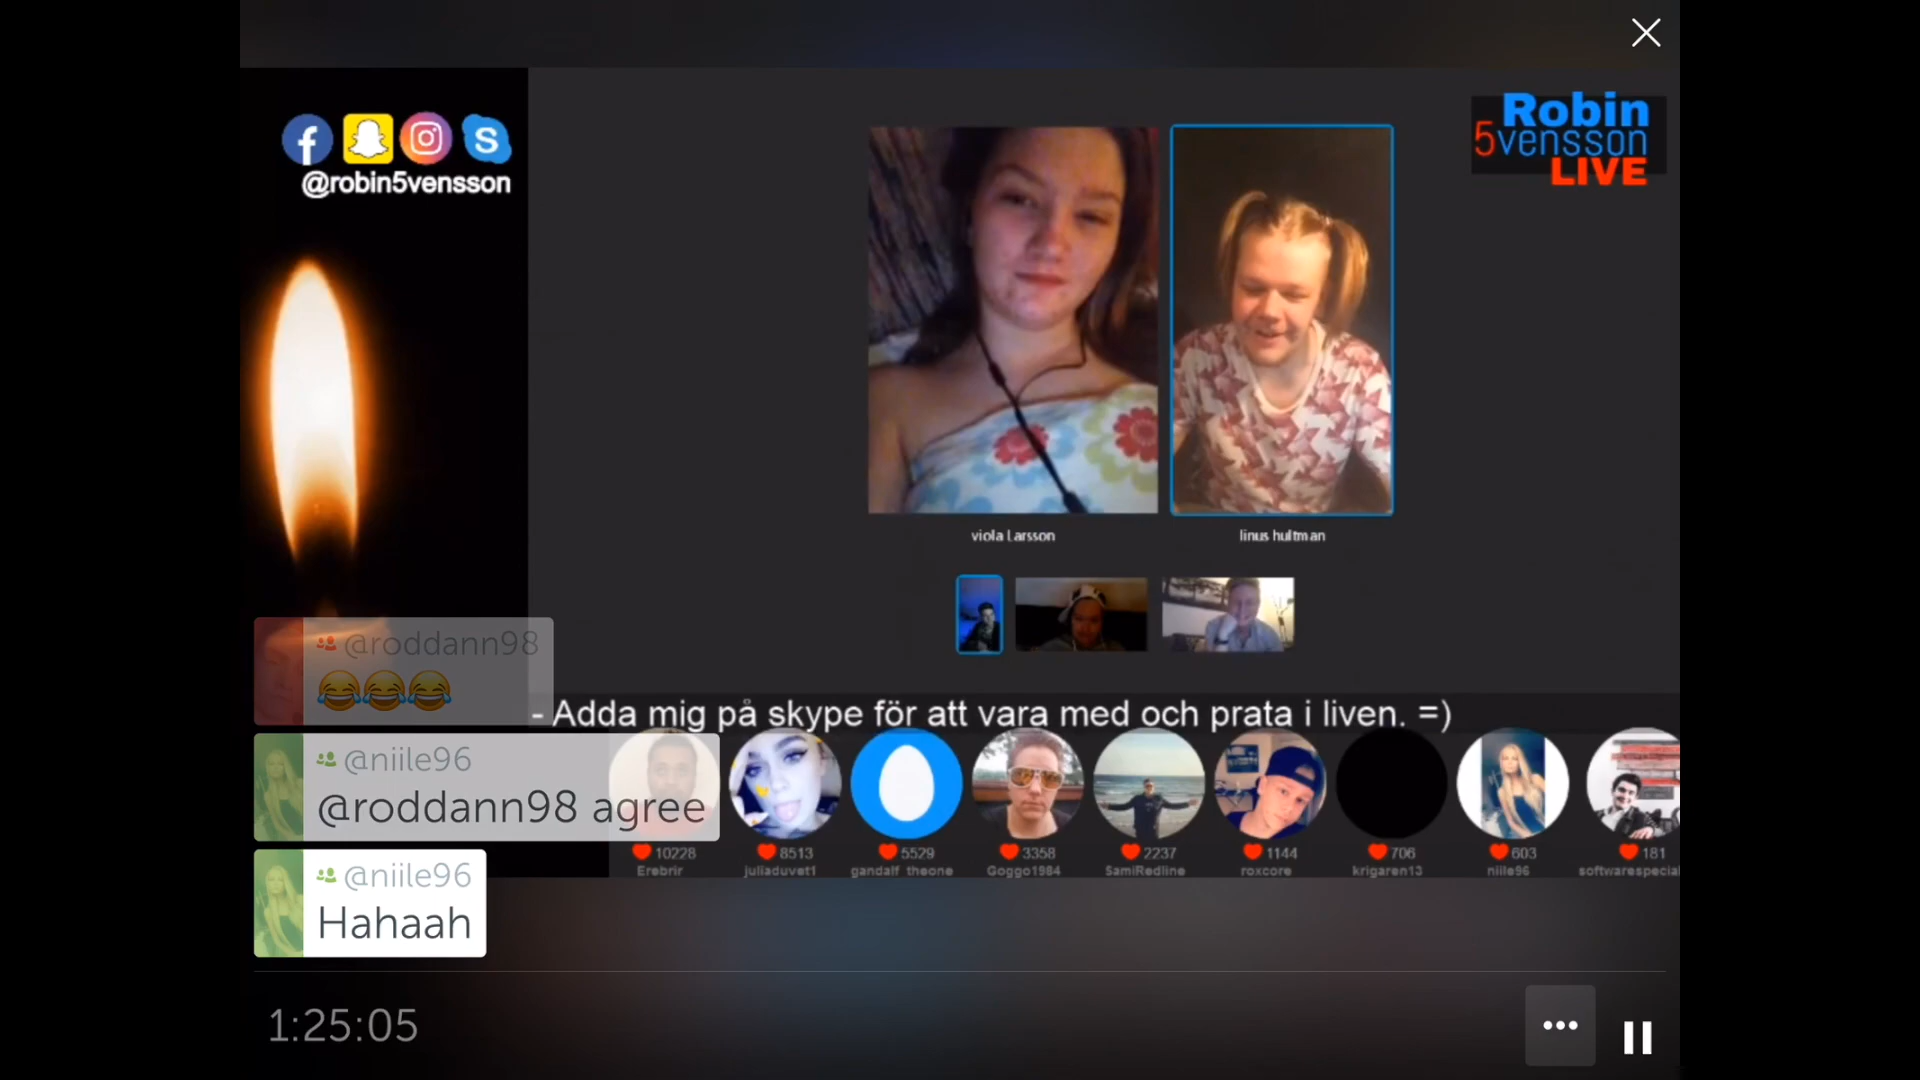 @robin5vensson
Robin
5vensson
LIVE
viola Larsson
linus hultman
@roddann98
😂😂😂
- Adda mig på skype för att vara med och prata i liven. =)
@niile96
@roddann98 agree
10228
8513
5529
3358
2237
1144
706
603
181
Erebrir
juliaduvet1
gandalf theone
Goggo1984
SamiRedline
roxcore
krigaren13
niile96
softwarespecial
@niile96
Hahaah
1:25:05